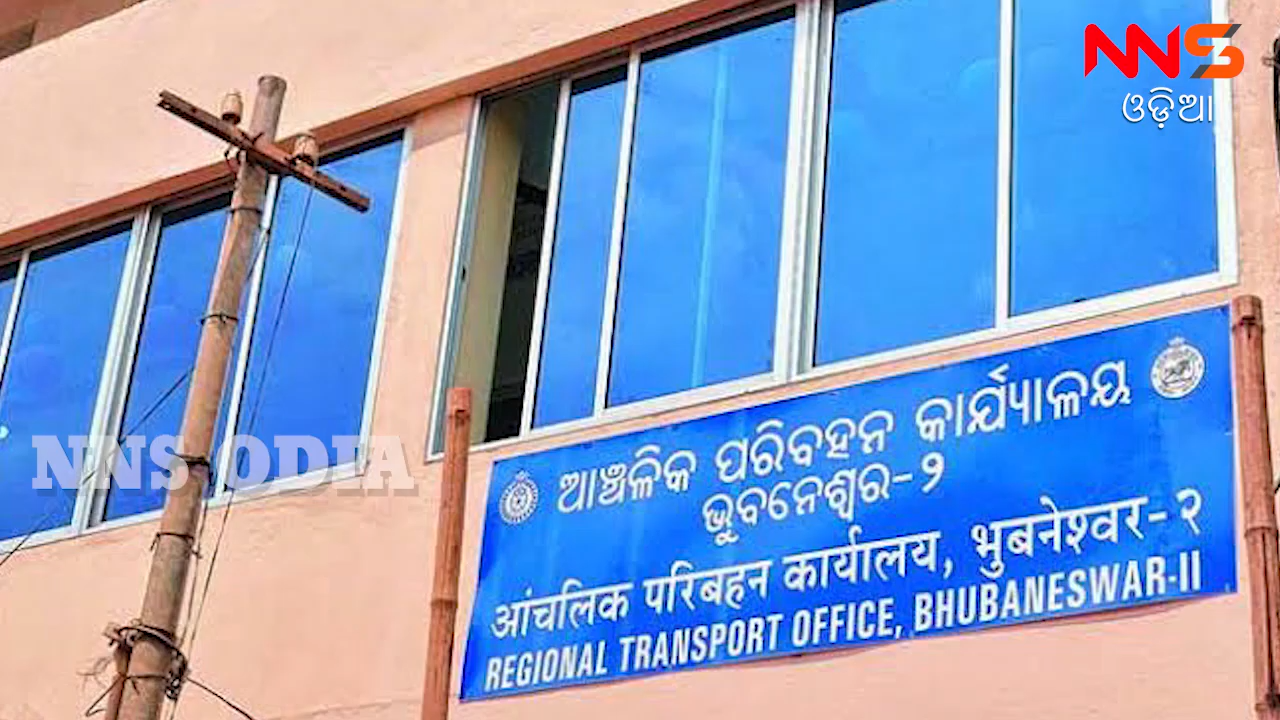 NNS
ଓଡ଼ିଆ
NNS ODIA
ଆଞ୍ଚଳିକ ପରିବହନ କାର୍ଯ୍ୟାଳୟ
ଭୁବନେଶ୍ୱର-୨
आंचलिक परिबहन कार्यालय, भुबनेश्वर-२
REGIONAL TRANSPORT OFFICE, BHUBANESWAR-II